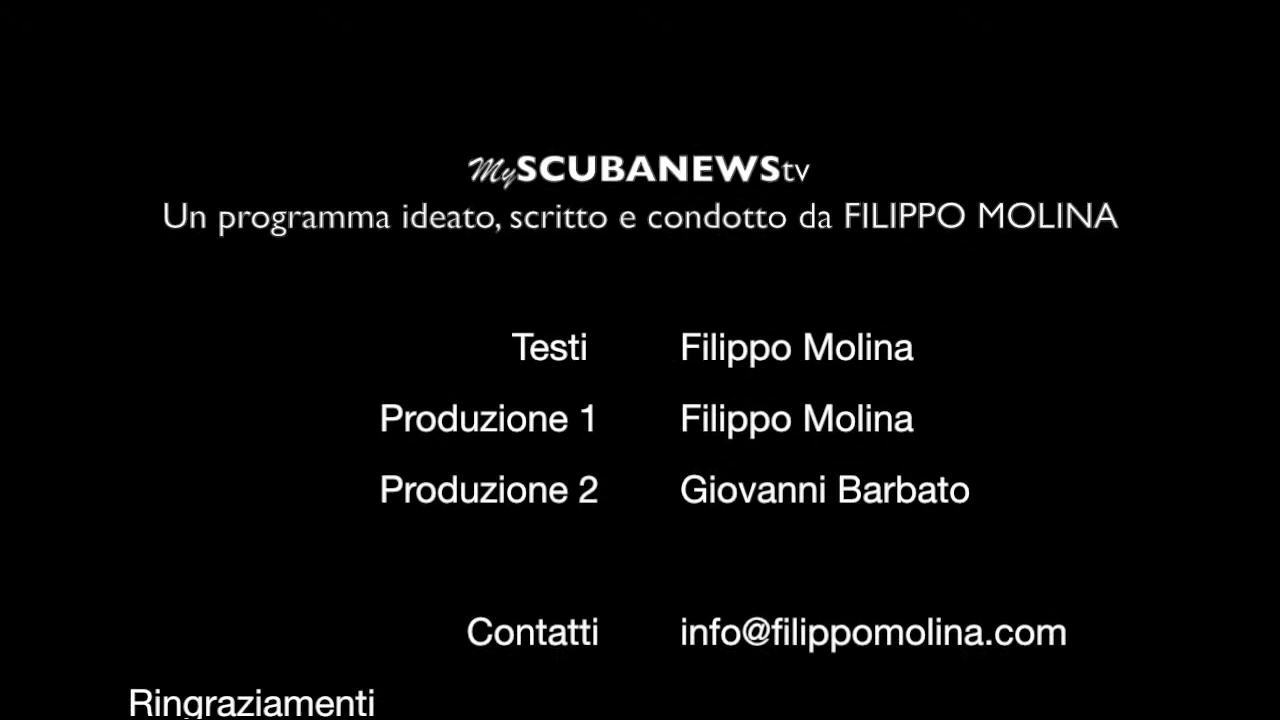 MySCUBANEWStv
Un programma ideato, scritto e condotto da FILIPPO MOLINA
Testi Filippo Molina
Produzione 1 Filippo Molina
Produzione 2 Giovanni Barbato
Contatti info@filippomolina.com
Ringraziamenti